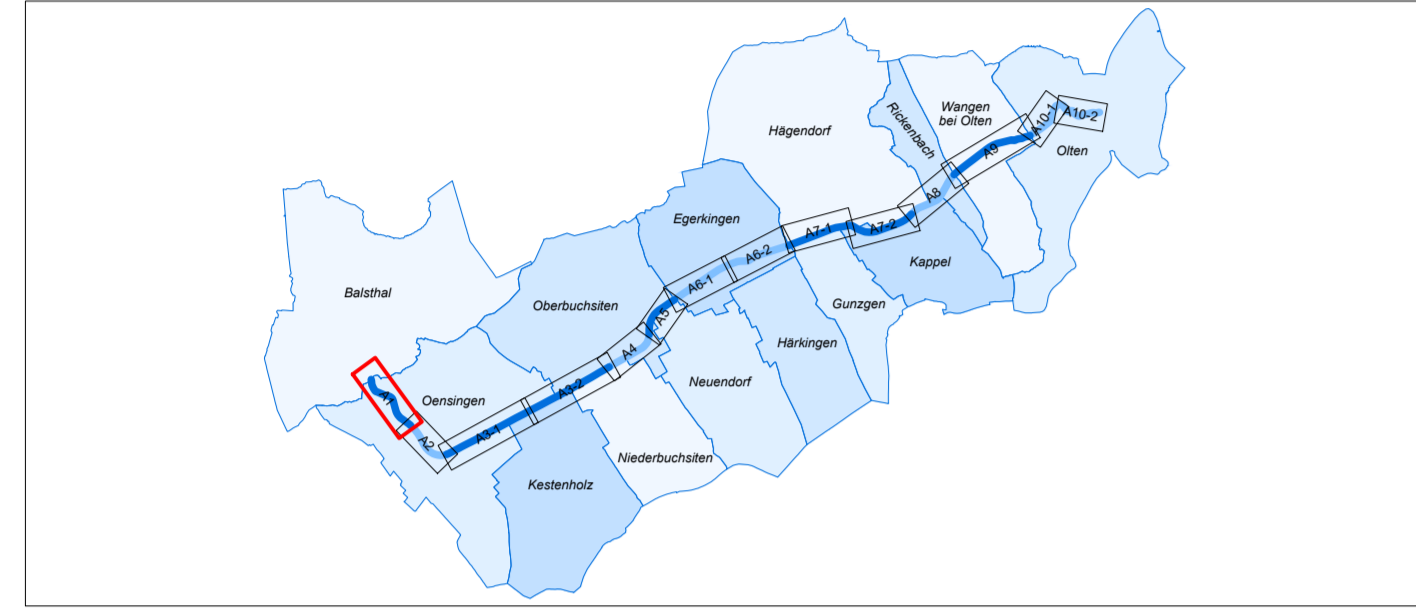 Hägendorf
Rickenbach
Wangen
bei Olten
A10-1
A10-2
Olten
A9
A8
Egerkingen
A7-1
A7-2
A6-2
A6-1
Kappel
Balsthal
Oberbuchsiten
A5
Gunzgen
Härkingen
A4
Neuendorf
A3-2
A1
Oensingen
A2
A3-1
Niederbuchsiten
Kestenholz